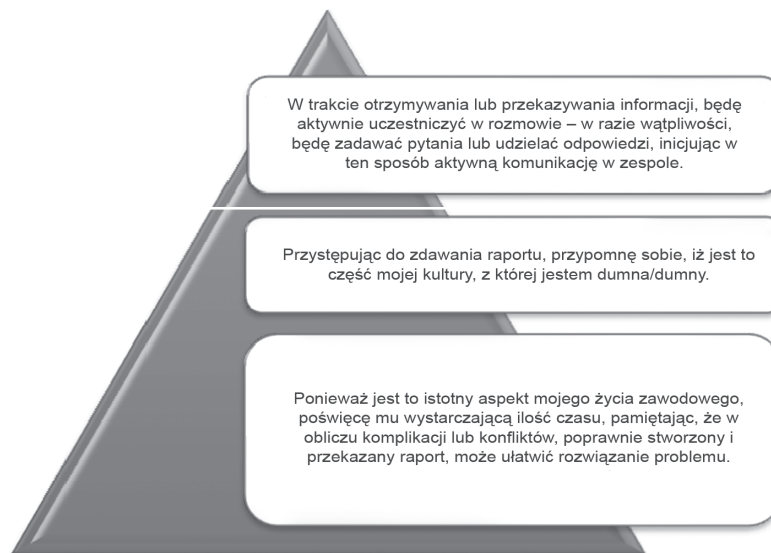 W trakcie otrzymywania lub przekazywania informacji, będę
aktywnie uczestniczyć w rozmowie – w razie wątpliwości,
będę zadawać pytania lub udzielać odpowiedzi, inicjując w
ten sposób aktywną komunikację w zespole.
Przystępując do zdawania raportu, przypomnę sobie, iż jest to
część mojej kultury, z której jestem dumna/dumny.
Ponieważ jest to istotny aspekt mojego życia zawodowego,
poświęcę mu wystarczającą ilość czasu, pamiętając, że w
obliczu komplikacji lub konfliktów, poprawnie stworzony i
przekazany raport, może ułatwić rozwiązanie problemu.